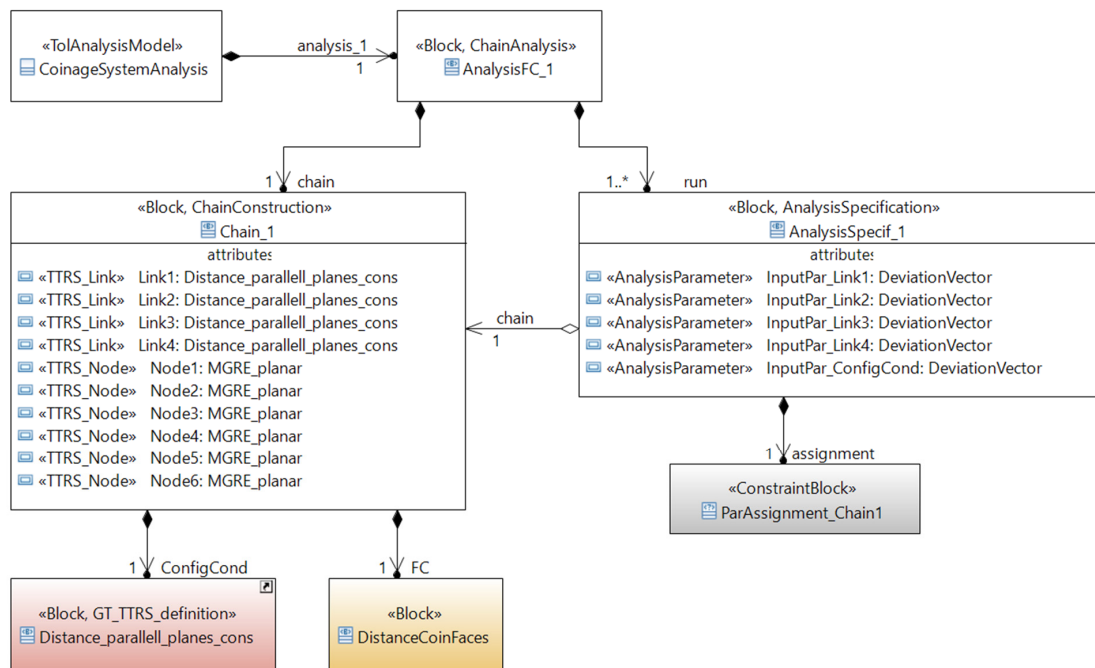 «TolAnalysisModel»
CoinageSystemAnalysis
analysis_1
1
«Block, ChainAnalysis»
AnalysisFC_1
1 chain
1..* run
«Block, ChainConstruction»
Chain_1
attributes
«TTRS_Link» Link1: Distance_parallell_planes_cons
«TTRS_Link» Link2: Distance_parallell_planes_cons
«TTRS_Link» Link3: Distance_parallell_planes_cons
«TTRS_Link» Link4: Distance_parallell_planes_cons
«TTRS_Node» Node1: MGRE_planar
«TTRS_Node» Node2: MGRE_planar
«TTRS_Node» Node3: MGRE_planar
«TTRS_Node» Node4: MGRE_planar
«TTRS_Node» Node5: MGRE_planar
«TTRS_Node» Node6: MGRE_planar
chain
1
«Block, AnalysisSpecification»
AnalysisSpecif_1
attributes
«AnalysisParameter» InputPar_Link1: DeviationVector
«AnalysisParameter» InputPar_Link2: DeviationVector
«AnalysisParameter» InputPar_Link3: DeviationVector
«AnalysisParameter» InputPar_Link4: DeviationVector
«AnalysisParameter» InputPar_ConfigCond: DeviationVector
1 assignment
«ConstraintBlock»
ParAssignment_Chain1
1 ConfigCond
1 FC
«Block, GT_TTRS_definition»
Distance_parallell_planes_cons
«Block»
DistanceCoinFaces